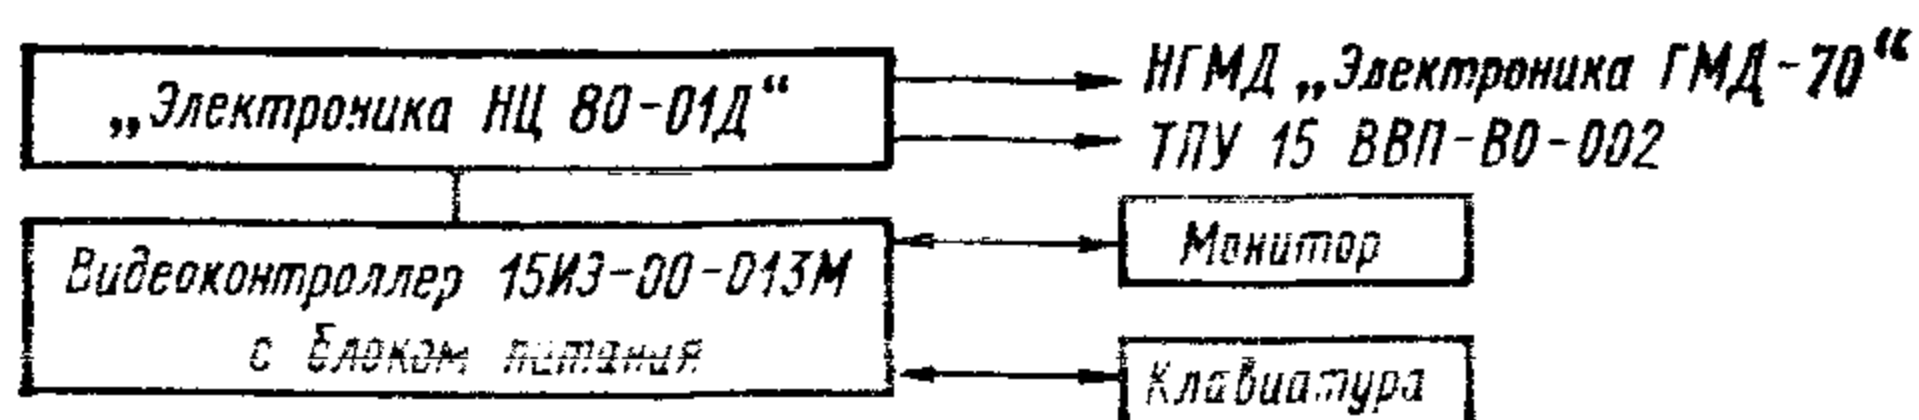 „Электроника НЦ 80-01Д“
НГМД „Электроника ГМД-70“
ТПУ 15 ВВП-В0-002
Видеоконтроллер 15ИЭ-00-013М
с блоком питания
Монитор
Клавиатура